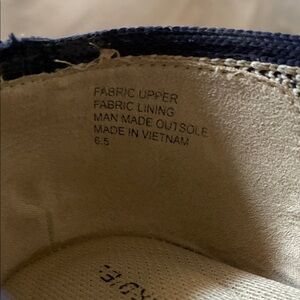 FABRIC UPPER
FABRIC LINING
MAN MADE OUTSOLE
MADE IN VIETNAM
6.5